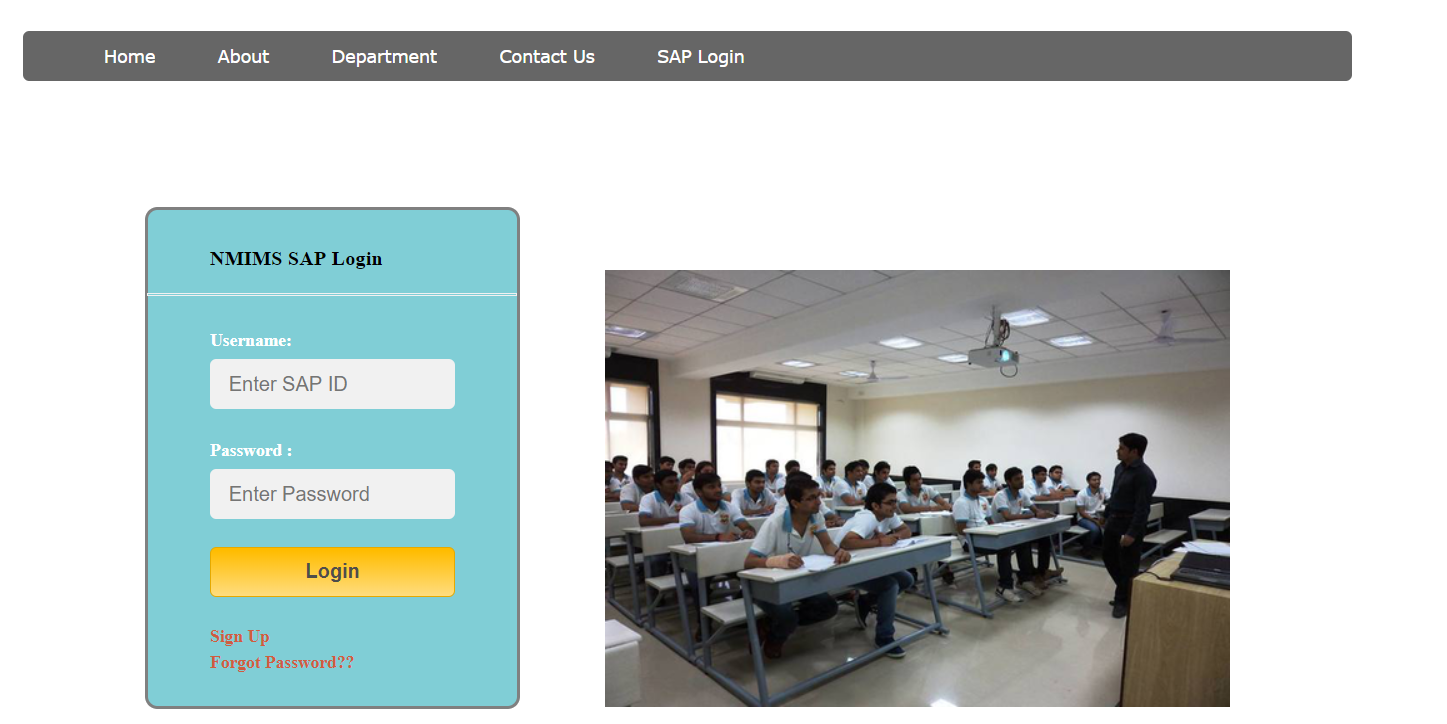 Home About Department Contact Us SAP Login
NMIMS SAP Login
Username:
Enter SAP ID
Password :
Enter Password
Login
Sign Up
Forgot Password??